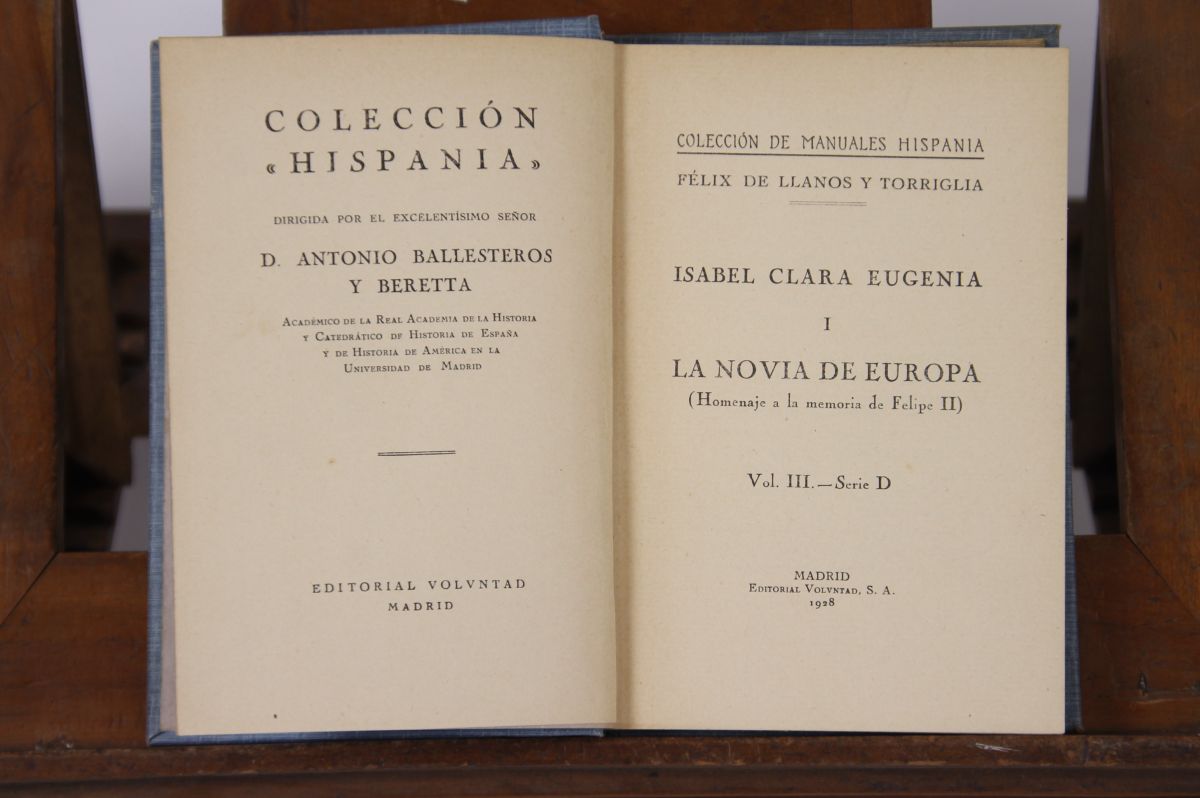 COLECCIÓN
«HISPANIA»
DIRIGIDA POR EL EXCELENTÍSIMO SEÑOR
D. ANTONIO BALLESTEROS
Y BERETTA
ACADÉMICO DE LA REAL ACADEMIA DE LA HISTORIA
Y CATEDRÁTICO DE HISTORIA DE ESPAÑA
Y DE HISTORIA DE AMÉRICA EN LA
UNIVERSIDAD DE MADRID
EDITORIAL VOLVNTAD
MADRID
COLECCIÓN DE MANUALES HISPANIA
FÉLIX DE LLANOS Y TORRIGLIA
ISABEL CLARA EUGENIA
I
LA NOVIA DE EUROPA
(Homenaje a la memoria de Felipe II)
Vol. III.—Serie D
MADRID
EDITORIAL VOLVNTAD, S. A.
1928